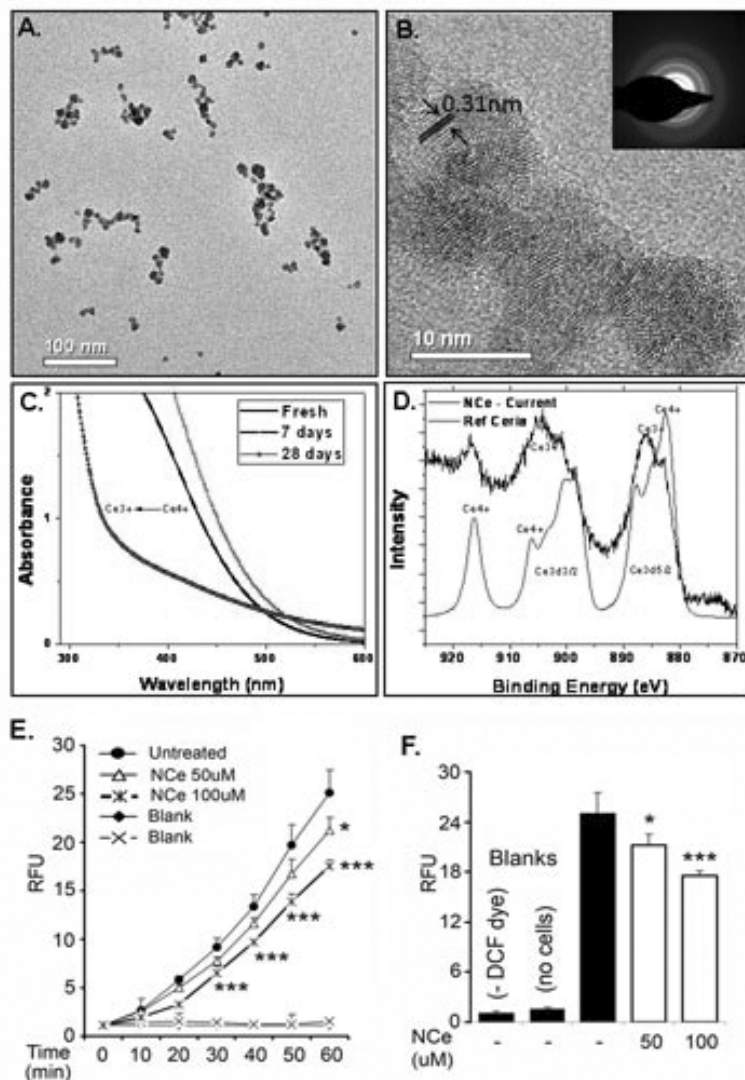 A.
100 nm
B.
0.31nm
10 nm
C.
Fresh
7 days
28 days
Ce3+ Ce4+
Absorbance
2
1
0
300 400 500 600
Wavelength (nm)
D.
NCe - Current
Ref Ceria
Ce4+
Ce3+
Ce3+
Ce4+
Ce4+
Ce3d3/2
Ce3d5/2
Intensity
920 910 900 890 880 870
Binding Energy (eV)
E.
30
25
20
15
10
5
0
RFU
Untreated
NCe 50uM
NCe 100uM
Blank
Blank
*
***
***
***
***
Time (min) 0 10 20 30 40 50 60
F.
30
24
18
12
6
0
RFU
Blanks
(- DCF dye)
(no cells)
*
***
NCe (uM) - - - 50 100